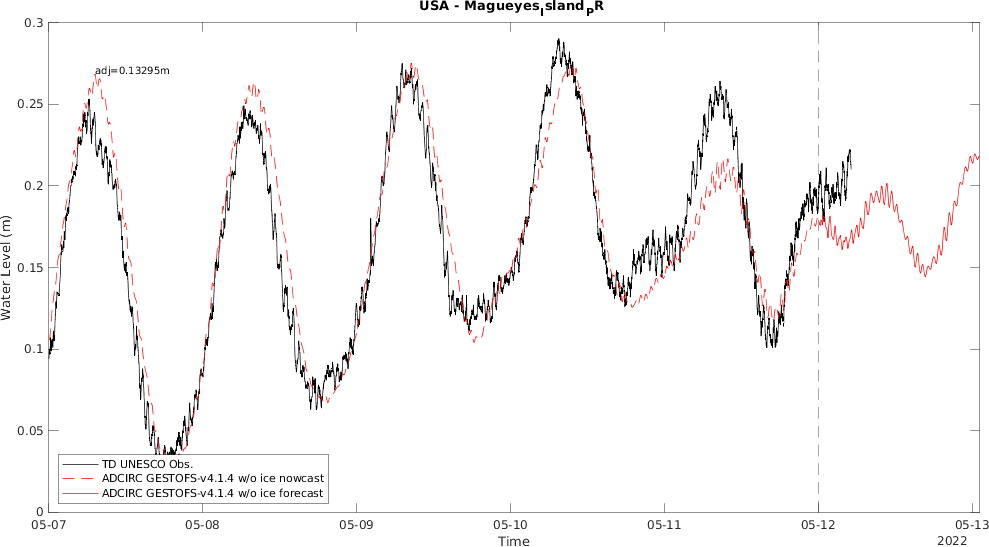 USA - MagueyesIslandPR
adj=0.13295m
0.3
0.25
0.2
0.15
0.1
0.05
0
Water Level (m)
TD UNESCO Obs.
ADCIRC GESTOFS-v4.1.4 w/o ice nowcast
ADCIRC GESTOFS-v4.1.4 w/o ice forecast
05-07
05-08
05-09
05-10
05-11
05-12
05-13
Time
2022